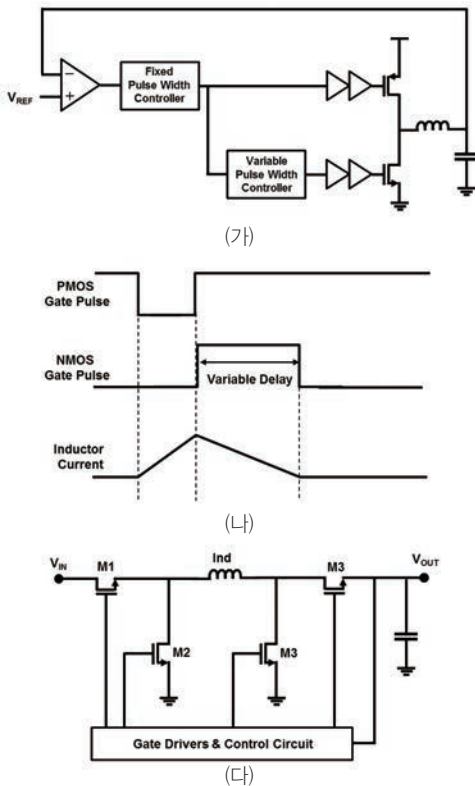 Fixed
Pulse Width
Controller
−
+
VREF
Variable
Pulse Width
Controller
(가)
PMOS
Gate Pulse
NMOS
Gate Pulse
Variable Delay
Inductor
Current
(나)
VIN
M1
Ind
M3
VOUT
M2
M3
Gate Drivers & Control Circuit
(다)